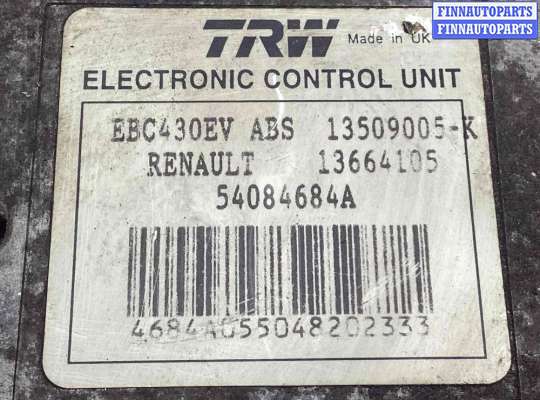 FINNAUTOPARTS
FINNAUTOPARTS
TRW Made in UK
ELECTRONIC CONTROL UNIT
EBC430EV ABS 13509005-K
RENAULT 13664105
54084684A
4684A055048202333